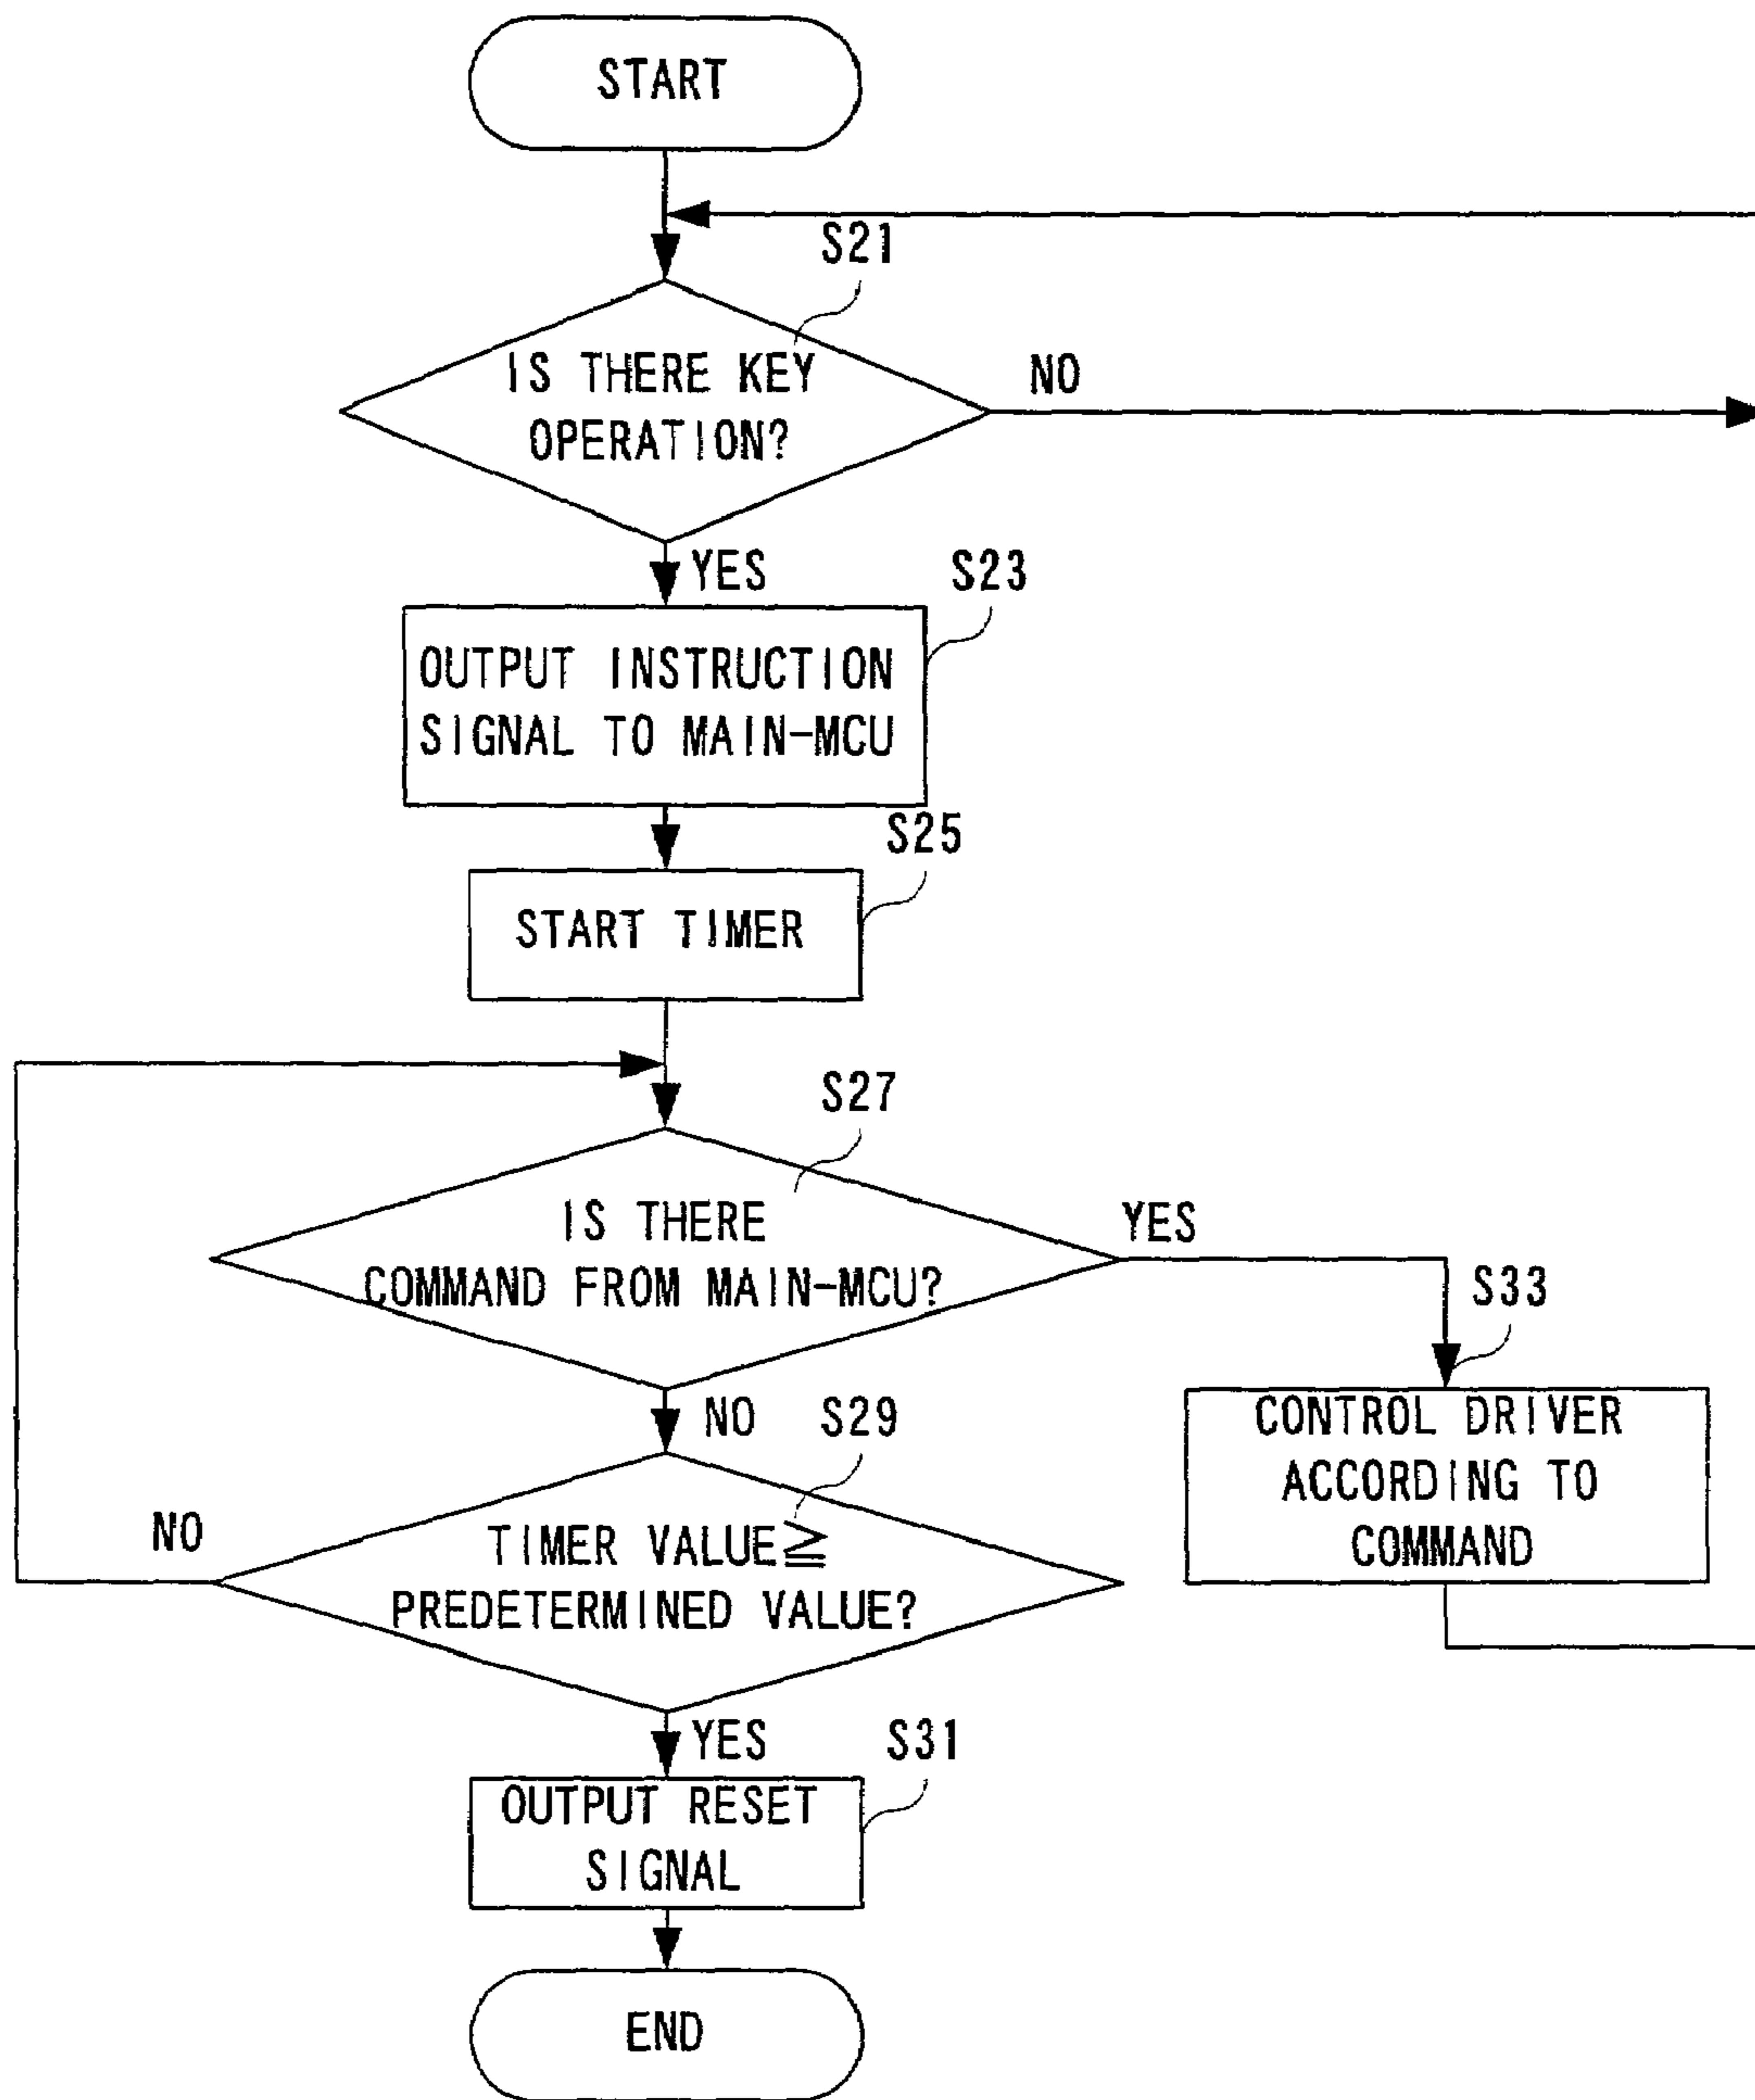 START
S21
IS THERE KEY
OPERATION?
NO
YES
S23
OUTPUT INSTRUCTION
SIGNAL TO MAIN-MCU
S25
START TIMER
S27
IS THERE
COMMAND FROM MAIN-MCU?
YES
S33
CONTROL DRIVER
ACCORDING TO
COMMAND
NO
S29
TIMER VALUE≧
PREDETERMINED VALUE?
NO
YES
S31
OUTPUT RESET
SIGNAL
END